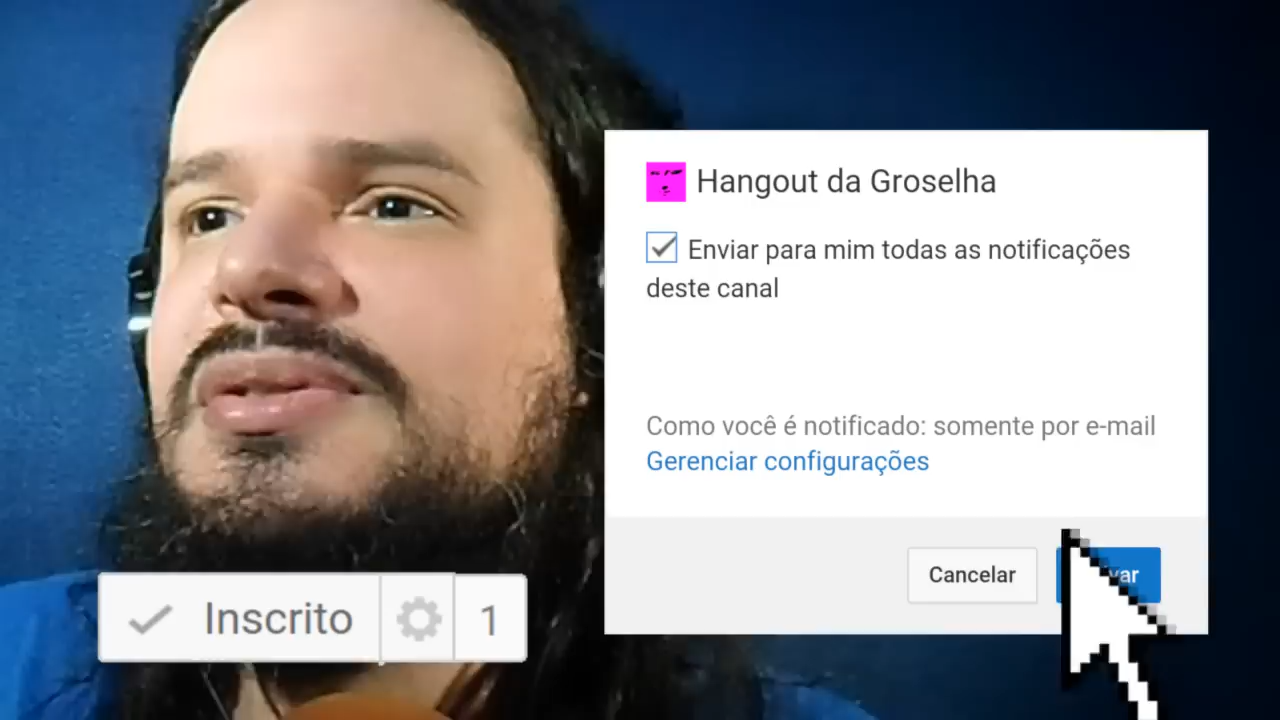 Hangout da Groselha
Enviar para mim todas as notificações
deste canal
Como você é notificado: somente por e-mail
Gerenciar configurações
Cancelar
Inscrito
1